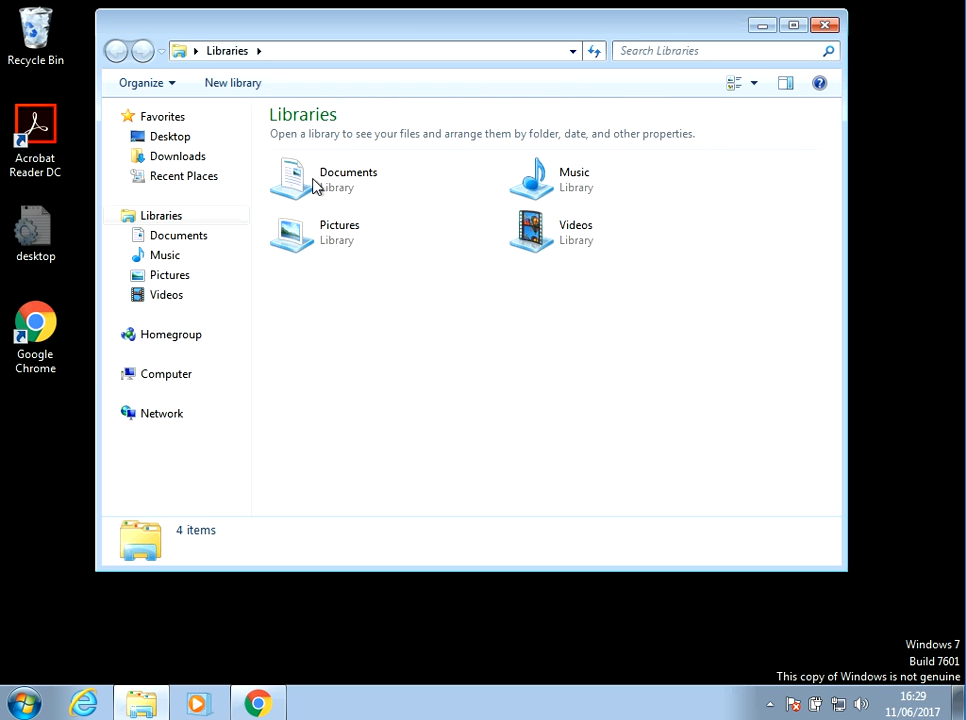 Recycle Bin
Acrobat
Reader DC
desktop
Google
Chrome
Libraries
Search Libraries
Organize
New library
Favorites
Desktop
Downloads
Recent Places
Libraries
Documents
Music
Pictures
Videos
Homegroup
Computer
Network
Libraries
Open a library to see your files and arrange them by folder, date, and other properties.
Documents
Library
Music
Library
Pictures
Library
Videos
Library
4 items
Windows 7
Build 7601
This copy of Windows is not genuine
16:29
11/06/2017